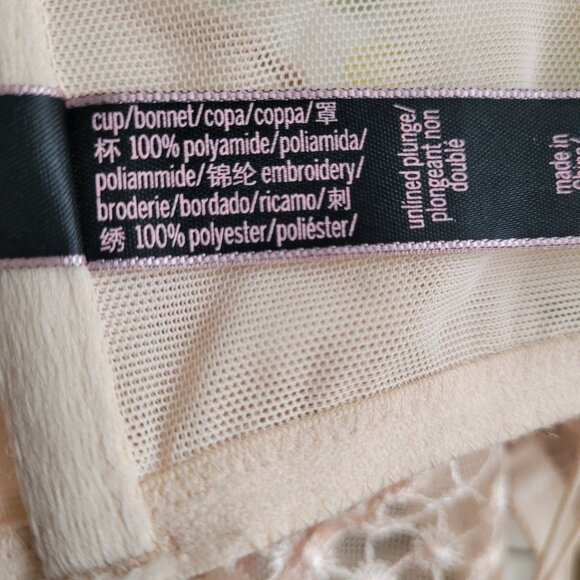 cup/bonnet/copa/coppa/罩
杯 100% polyamide/poliamida/
poliammide/锦纶 embroidery/
broderie/bordado/ricamo/刺
绣 100% polyester/poliéster/
unlined plunge/
plongeant non
doublé
made in